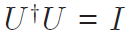 U†U = I